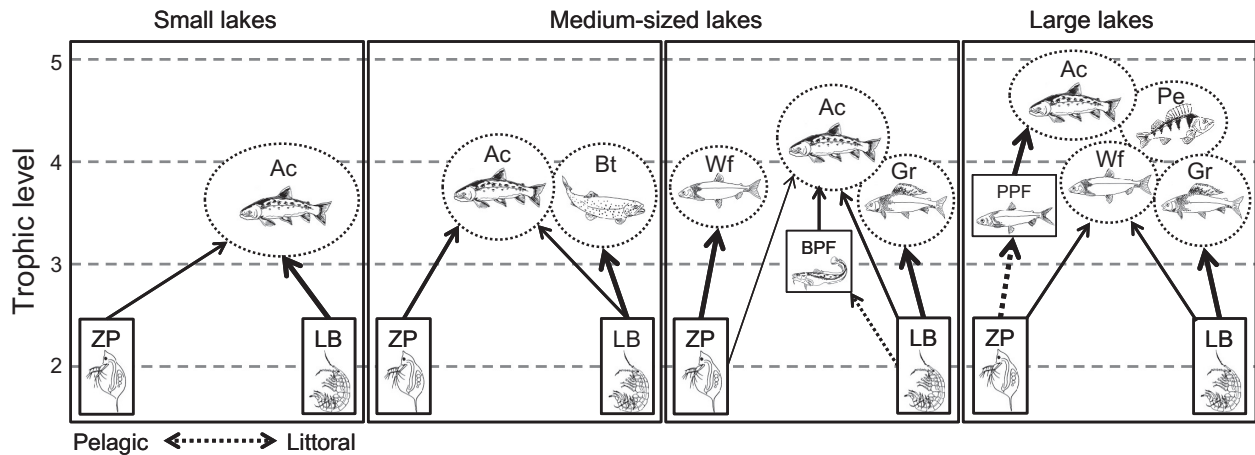 Small lakes
Medium-sized lakes
Large lakes
Trophic level
5
4
3
2
Ac
ZP
LB
Ac
Bt
ZP
LB
Wf
Ac
Gr
BPF
ZP
LB
Ac
Pe
PPF
Wf
Gr
ZP
LB
Pelagic
Littoral